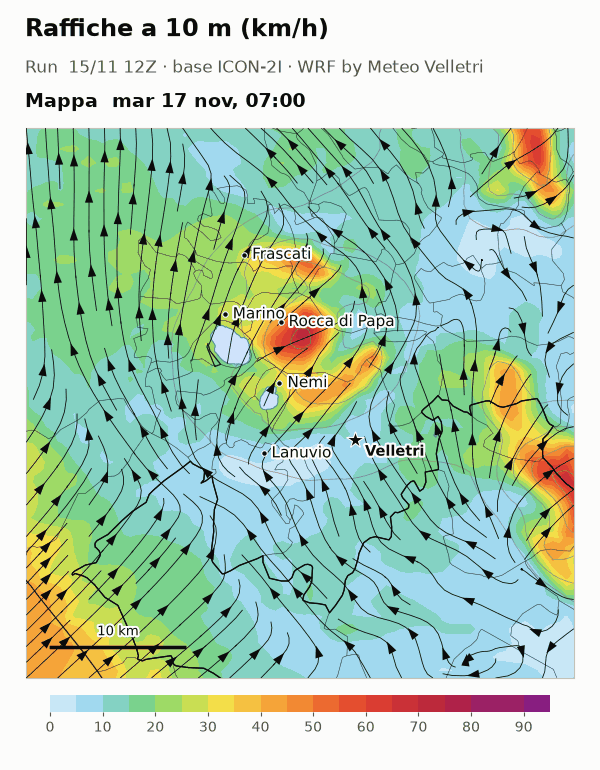 Raffiche a 10 m (km/h)
Run 15/11 12Z · base ICON-2I · WRF by Meteo Velletri
Mappa mar 17 nov, 07:00
Frascati
Marino
Rocca di Papa
Nemi
Velletri
Lanuvio
10 km
0 10 20 30 40 50 60 70 80 90